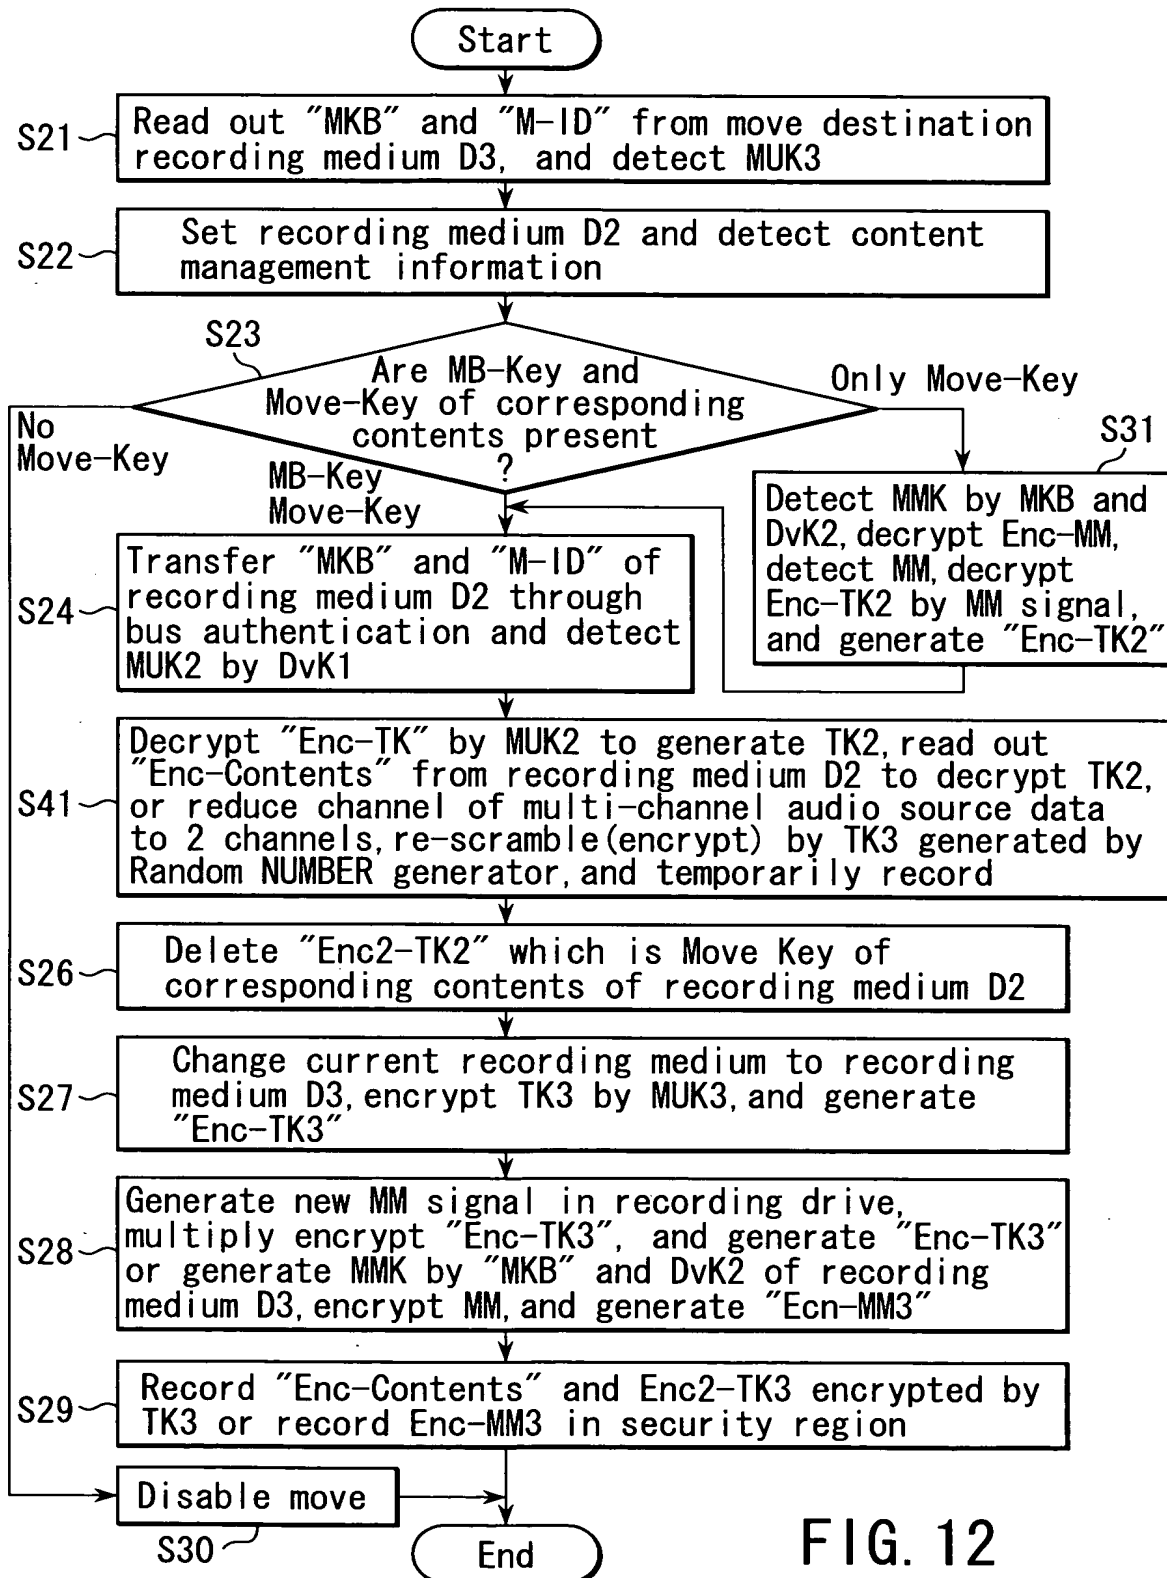 Start
S21
Read out "MKB" and "M-ID" from move destination
recording medium D3, and detect MUK3
S22
Set recording medium D2 and detect content
management information
S23
Are MB-Key and
Move-Key of corresponding
contents present
?
Only Move-Key
No
Move-Key
MB-Key
Move-Key
S31
Detect MMK by MKB and
DvK2, decrypt Enc-MM,
detect MM, decrypt
Enc-TK2 by MM signal,
and generate "Enc-TK2"
S24
Transfer "MKB" and "M-ID" of
recording medium D2 through
bus authentication and detect
MUK2 by DvK1
S41
Decrypt "Enc-TK" by MUK2 to generate TK2, read out
"Enc-Contents" from recording medium D2 to decrypt TK2,
or reduce channel of multi-channel audio source data
to 2 channels, re-scramble(encrypt) by TK3 generated by
Random NUMBER generator, and temporarily record
S26
Delete "Enc2-TK2" which is Move Key of
corresponding contents of recording medium D2
S27
Change current recording medium to recording
medium D3, encrypt TK3 by MUK3, and generate
"Enc-TK3"
S28
Generate new MM signal in recording drive,
multiply encrypt "Enc-TK3", and generate "Enc-TK3"
or generate MMK by "MKB" and DvK2 of recording
medium D3, encrypt MM, and generate "Ecn-MM3"
S29
Record "Enc-Contents" and Enc2-TK3 encrypted by
TK3 or record Enc-MM3 in security region
Disable move
S30
End
FIG. 12